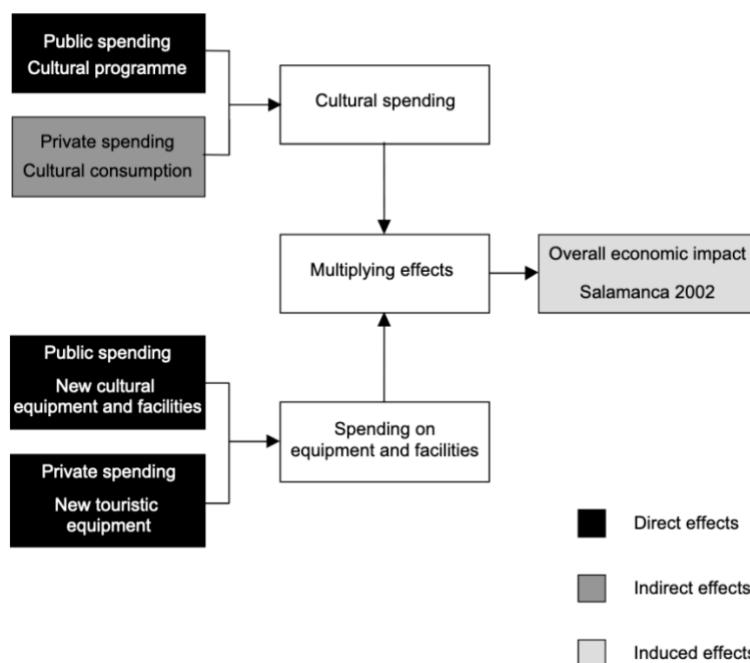 Public spending
Cultural programme
Private spending
Cultural consumption
Cultural spending
Multiplying effects
Overall economic impact
Salamanca 2002
Public spending
New cultural
equipment and facilities
Private spending
New touristic
equipment
Spending on
equipment and facilities
Direct effects
Indirect effects
Induced effects